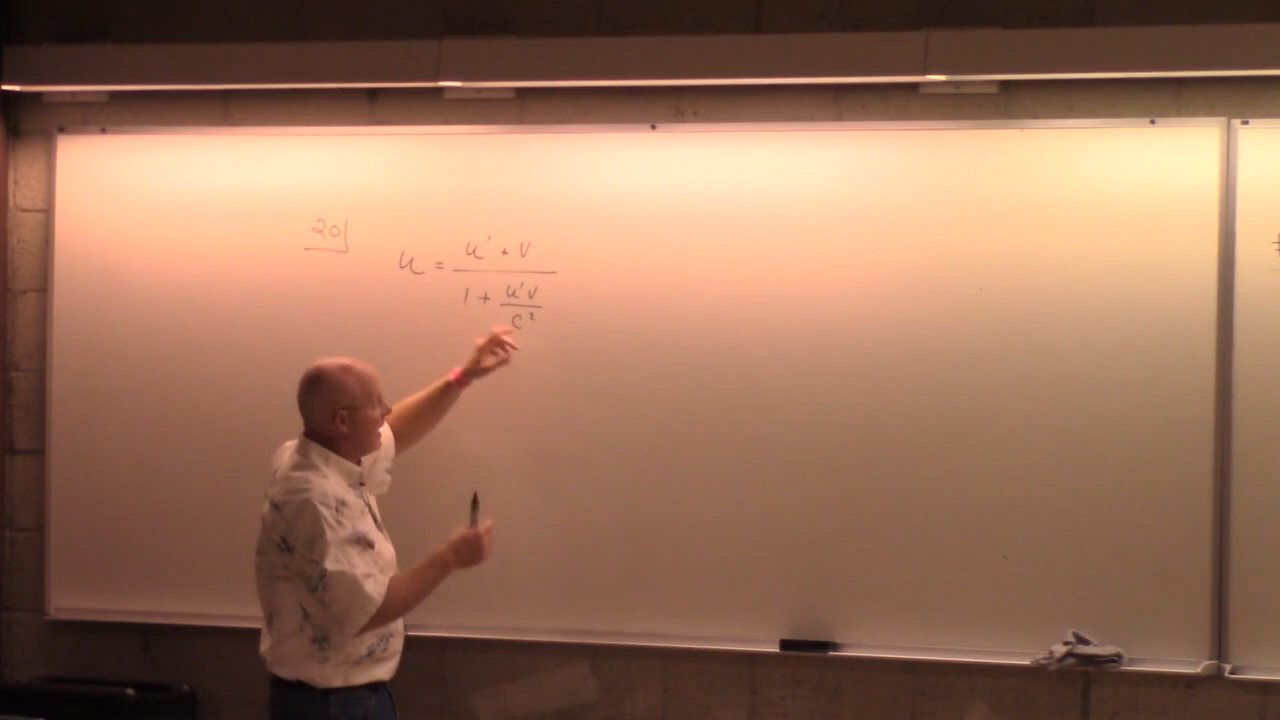 20
u = u' + v / 1 + u'v / c²